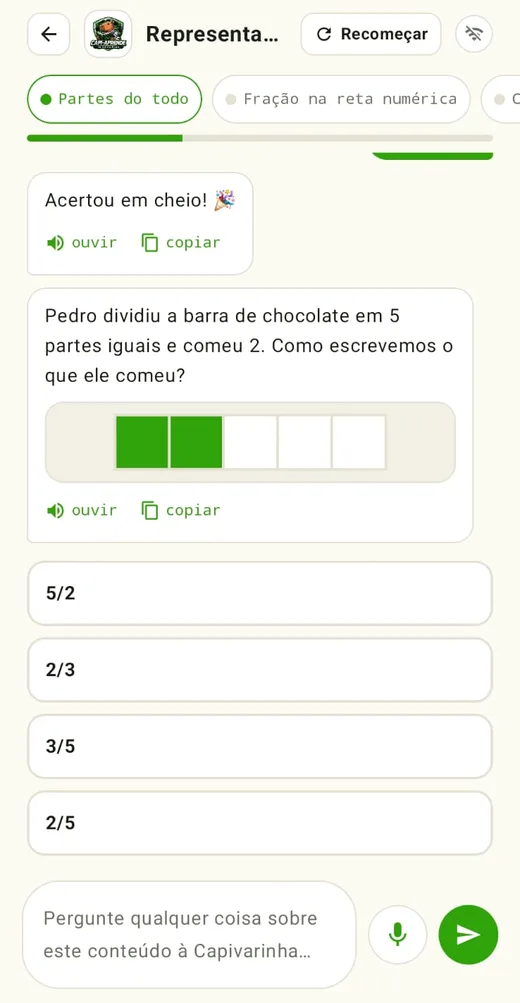 Representa...
Recomeçar
Partes do todo
Fração na reta numérica
Acertou em cheio! 🎉
ouvir
copiar
Pedro dividiu a barra de chocolate em 5
partes iguais e comeu 2. Como escrevemos o
que ele comeu?
ouvir
copiar
5/2
2/3
3/5
2/5
Pergunte qualquer coisa sobre
este conteúdo à Capivarinha...